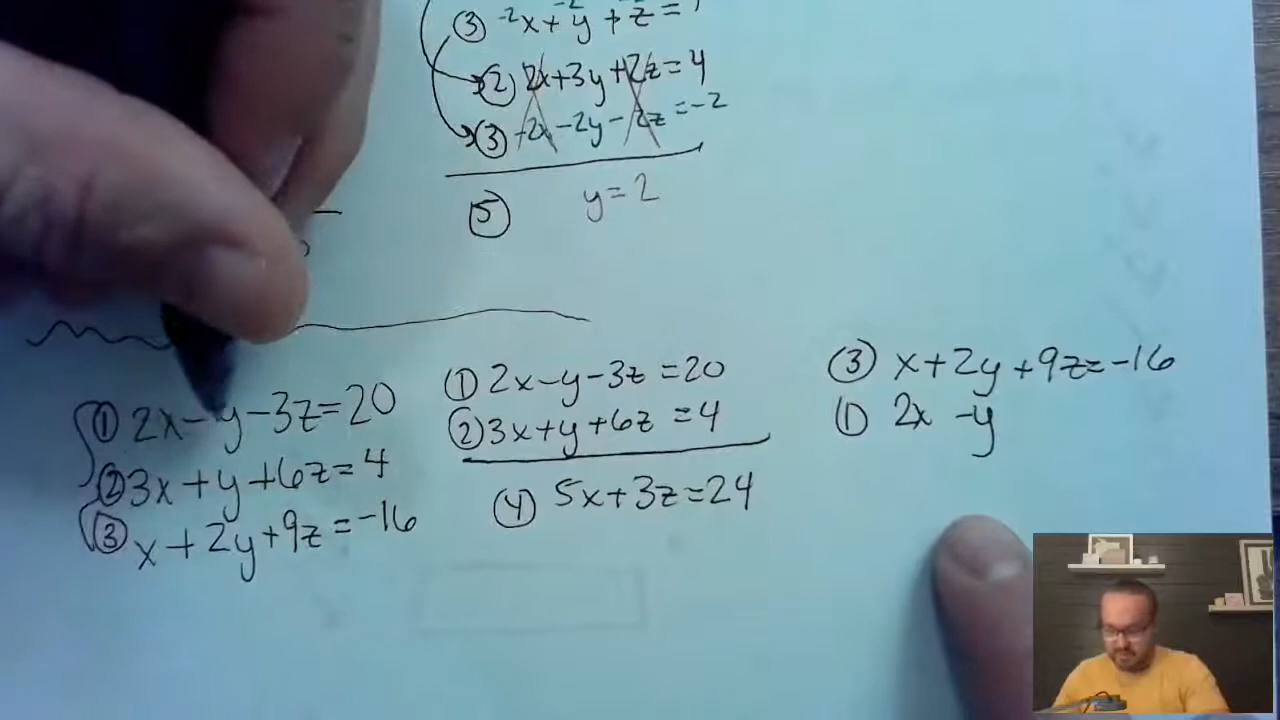 ③ -2x+y+z=
② 2x+3y+2z=4
③ -2x-2y-2z=-2
⑤ y=2
① 2x-y-3z=20
② 3x+y+6z=4
③ x+2y+9z=-16
① 2x-y-3z=20
② 3x+y+6z=4
④ 5x+3z=24
③ x+2y+9z=-16
① 2x -y